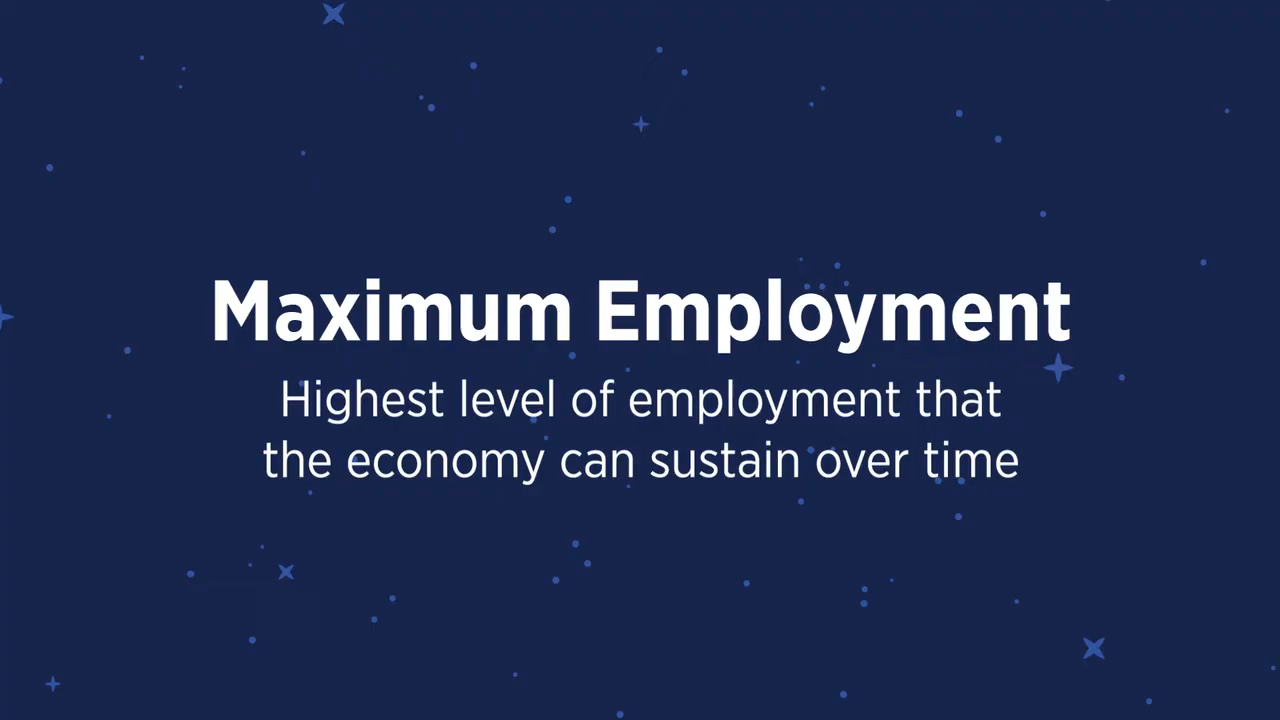 Maximum Employment
Highest level of employment that
the economy can sustain over time